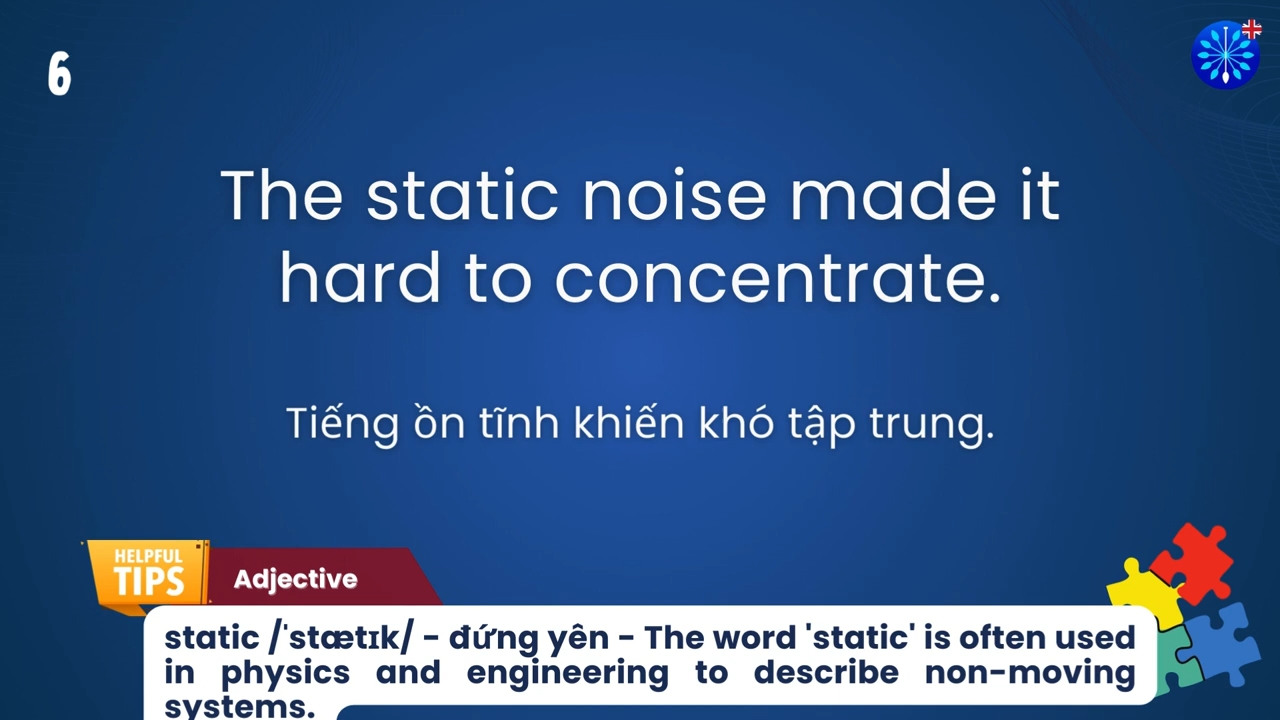 6
The static noise made it
hard to concentrate.
Tiếng ồn tĩnh khiến khó tập trung.
HELPFUL
TIPS
Adjective
static /ˈstætɪk/ - đứng yên - The word 'static' is often used
in physics and engineering to describe non-moving
systems.